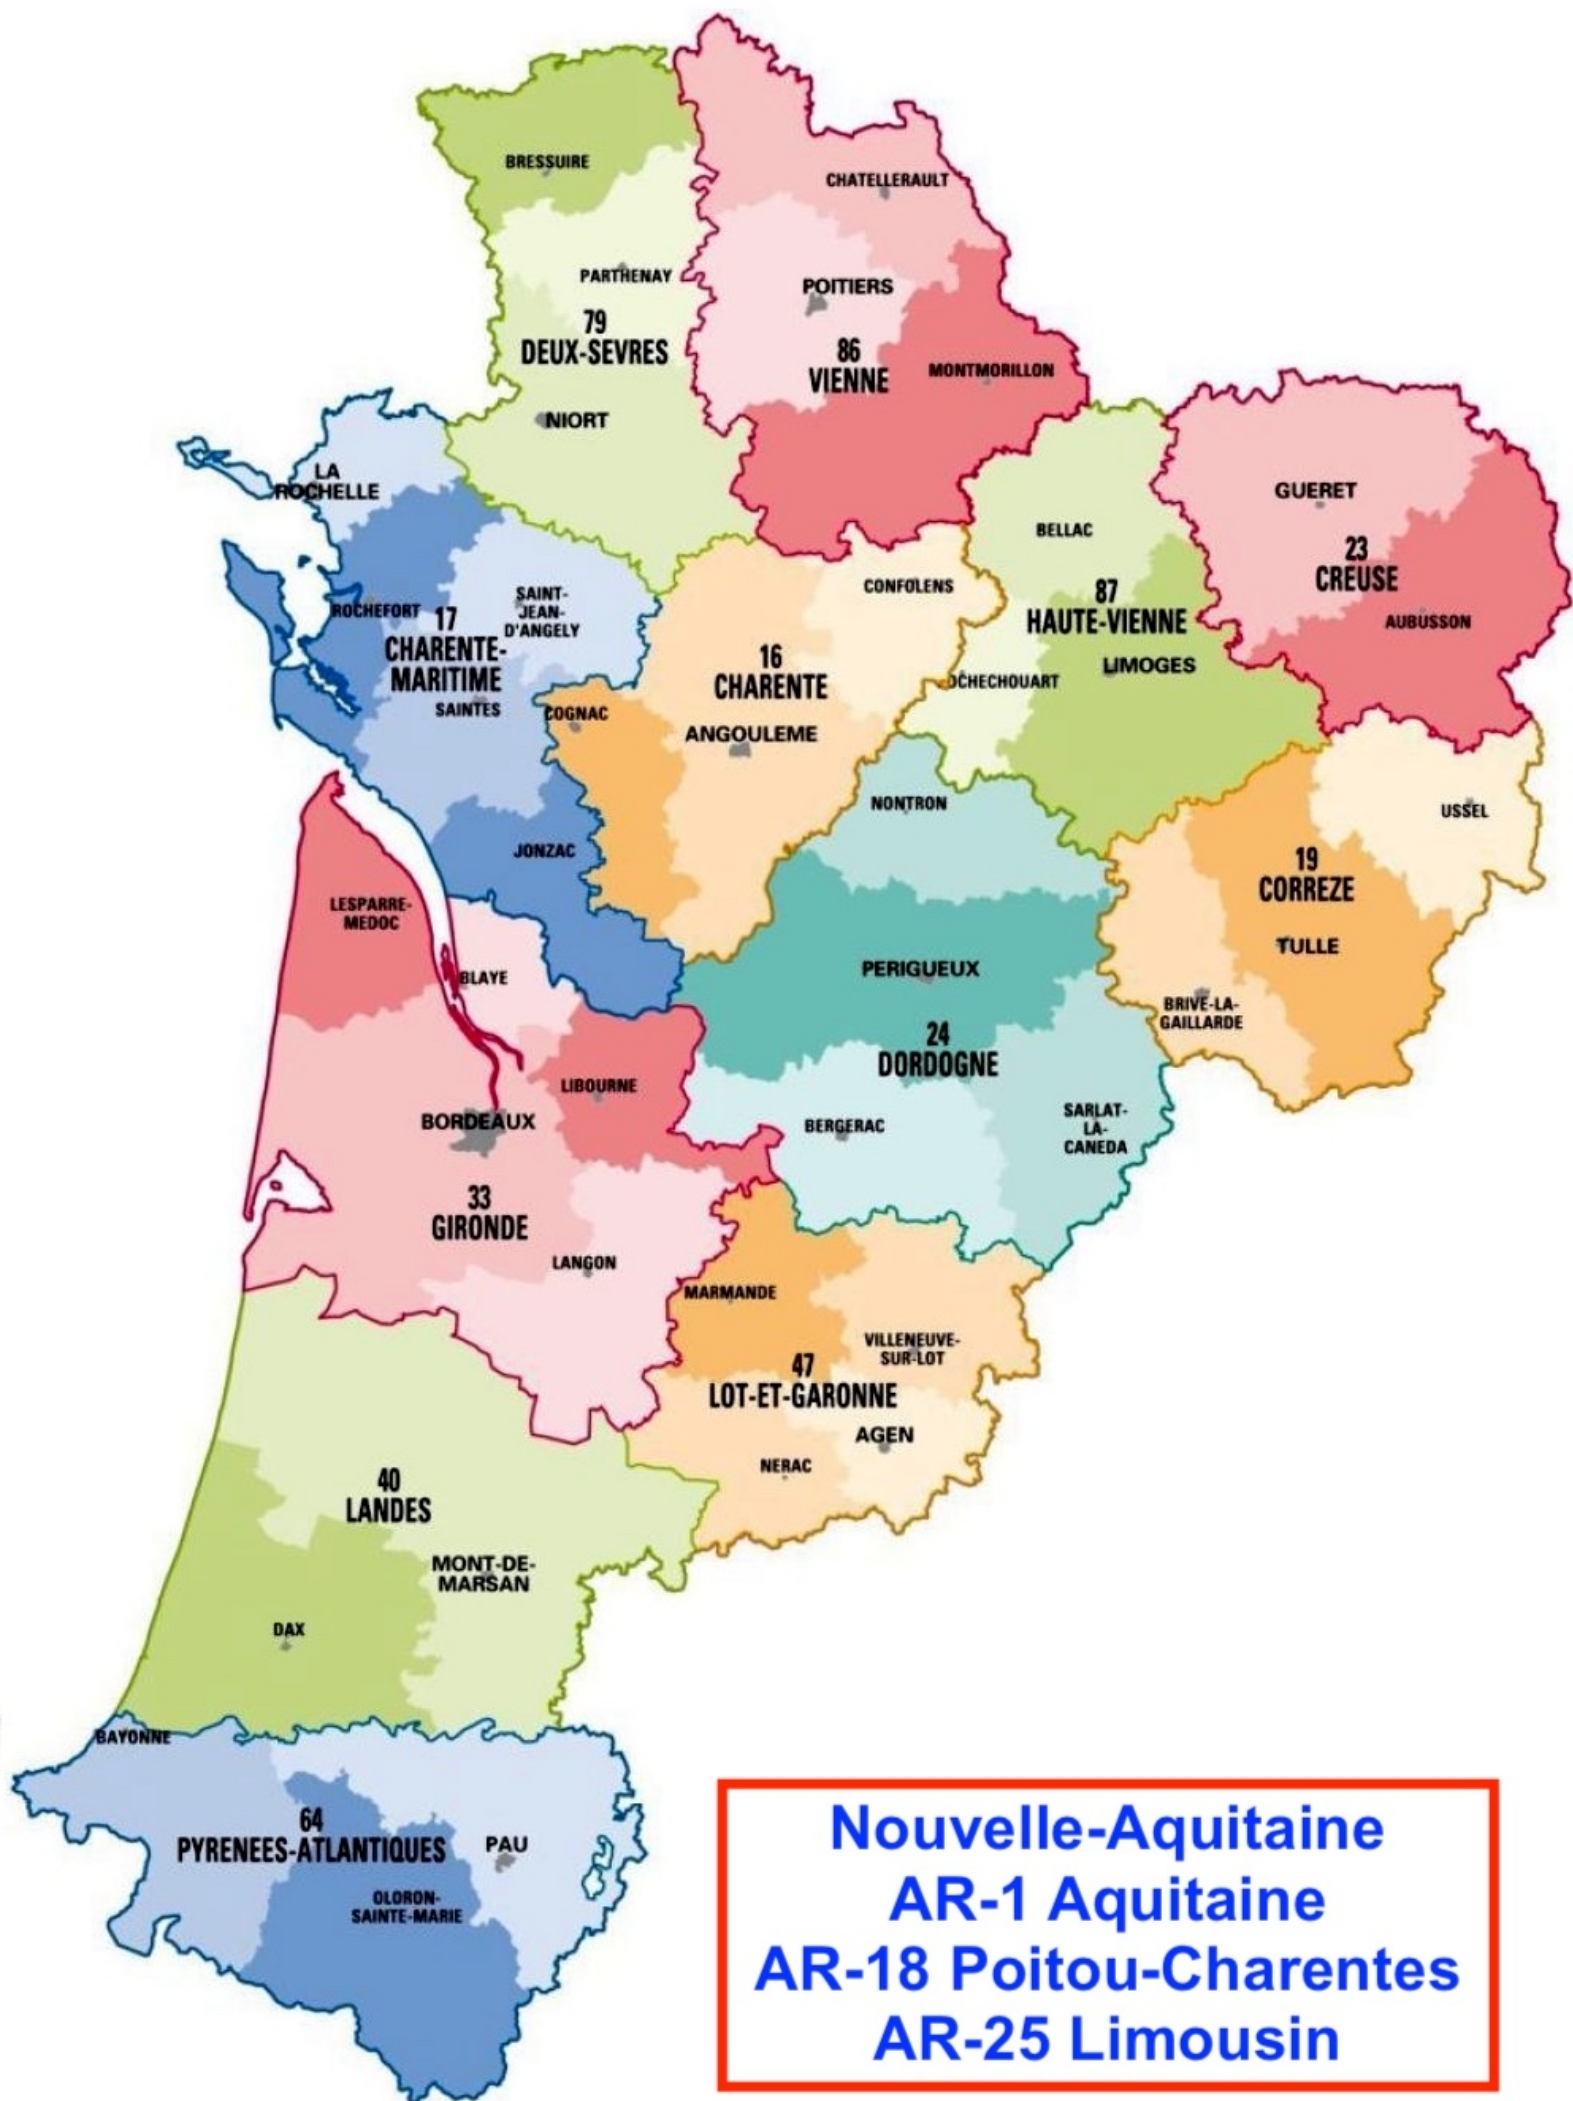 BRESSUIRE
CHATELLERAULT
PARTHENAY
POITIERS
79
DEUX-SEVRES
86
VIENNE
MONTMORILLON
NIORT
LA
ROCHELLE
GUERET
BELLAC
23
CREUSE
CONFOLENS
SAINT-
JEAN-
D'ANGELY
ROCHEFORT
17
CHARENTE-
MARITIME
SAINTES
87
HAUTE-VIENNE
AUBUSSON
16
CHARENTE
LIMOGES
OCHECHOUART
COGNAC
ANGOULEME
NONTRON
USSEL
JONZAC
19
CORREZE
LESPARRE-
MEDOC
TULLE
PERIGUEUX
BLAYE
BRIVE-LA-
GAILLARDE
24
DORDOGNE
LIBOURNE
BORDEAUX
BERGERAC
SARLAT-
LA-
CANEDA
33
GIRONDE
LANGON
MARMANDE
VILLENEUVE-
SUR-LOT
47
LOT-ET-GARONNE
AGEN
NERAC
40
LANDES
MONT-DE-
MARSAN
DAX
BAYONNE
64
PYRENEES-ATLANTIQUES
PAU
OLORON-
SAINTE-MARIE
Nouvelle-Aquitaine
AR-1 Aquitaine
AR-18 Poitou-Charentes
AR-25 Limousin